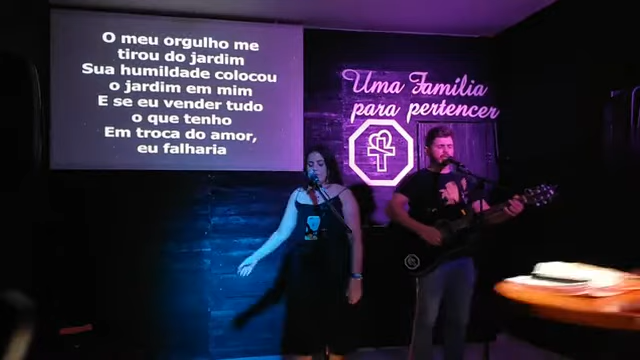 O meu orgulho me
tirou do jardim
Sua humildade colocou
o jardim em mim
E se eu vender tudo
o que tenho
Em troca do amor,
eu falharia
Uma Família
para pertencer